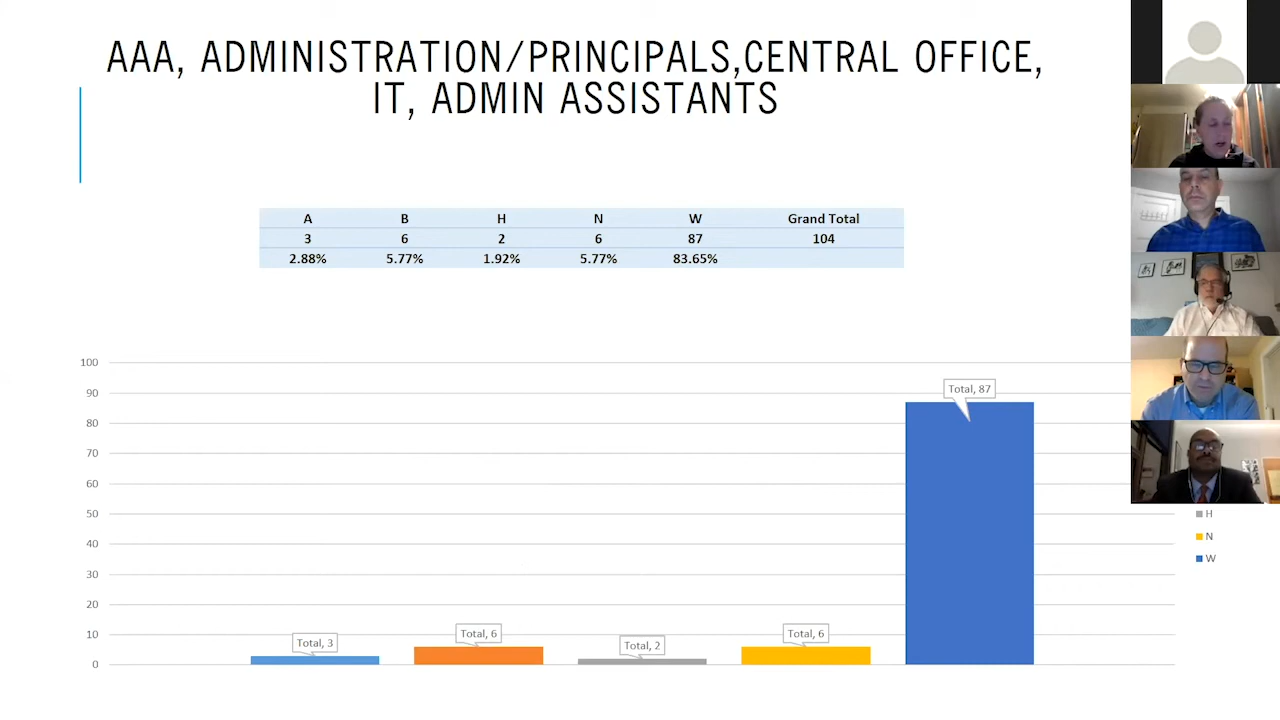 AAA, ADMINISTRATION/PRINCIPALS,CENTRAL OFFICE,
IT, ADMIN ASSISTANTS
A B H N W Grand Total
3 6 2 6 87 104
2.88% 5.77% 1.92% 5.77% 83.65%
100
90
80
70
60
50
40
30
20
10
0
Total, 3
Total, 6
Total, 2
Total, 6
Total, 87
H
N
W